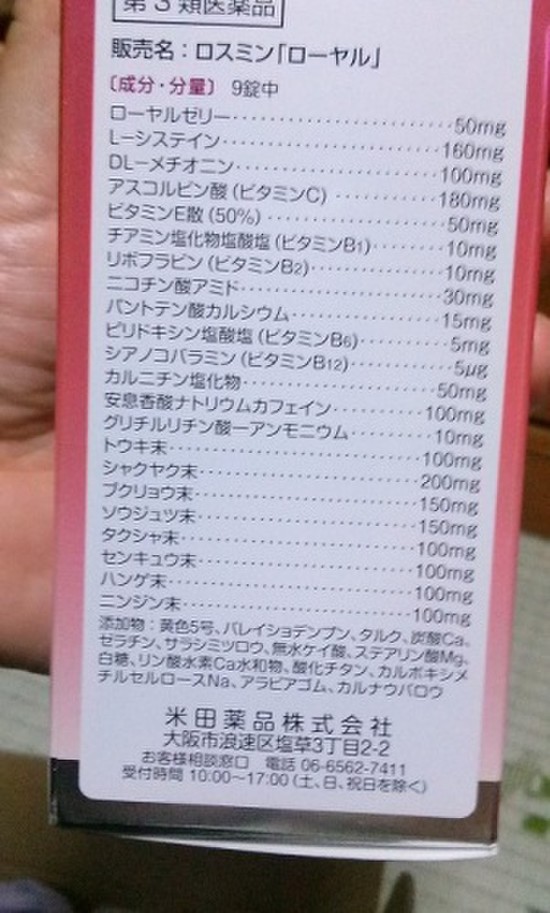 第3類医薬品
販売名：ロスミン「ローヤル」
〔成分・分量〕 9錠中
ローヤルゼリー 50mg
L−システイン 160mg
DL−メチオニン 100mg
アスコルビン酸（ビタミンC） 180mg
ビタミンE散（50%） 50mg
チアミン塩化物塩酸塩（ビタミンB1） 10mg
リボフラビン（ビタミンB2） 10mg
ニコチン酸アミド 30mg
パントテン酸カルシウム 15mg
ピリドキシン塩酸塩（ビタミンB6） 5mg
シアノコバラミン（ビタミンB12） 5μg
カルニチン塩化物 50mg
安息香酸ナトリウムカフェイン 100mg
グリチルリチン酸一アンモニウム 10mg
トウキ末 100mg
シャクヤク末 200mg
ブクリョウ末 150mg
ソウジュツ末 150mg
タクシャ末 100mg
センキュウ末 100mg
ハンゲ末 100mg
ニンジン末 100mg
添加物：黄色5号、バレイショデンプン、タルク、炭酸Ca、
ゼラチン、サラシミツロウ、無水ケイ酸、ステアリン酸Mg、
白糖、リン酸水素Ca水和物、酸化チタン、カルボキシメ
チルセルロースNa、アラビアゴム、カルナウバロウ
米田薬品株式会社
大阪市浪速区塩草3丁目2-2
お客様相談窓口 電話 06-6562-7411
受付時間 10:00〜17:00（土、日、祝日を除く）